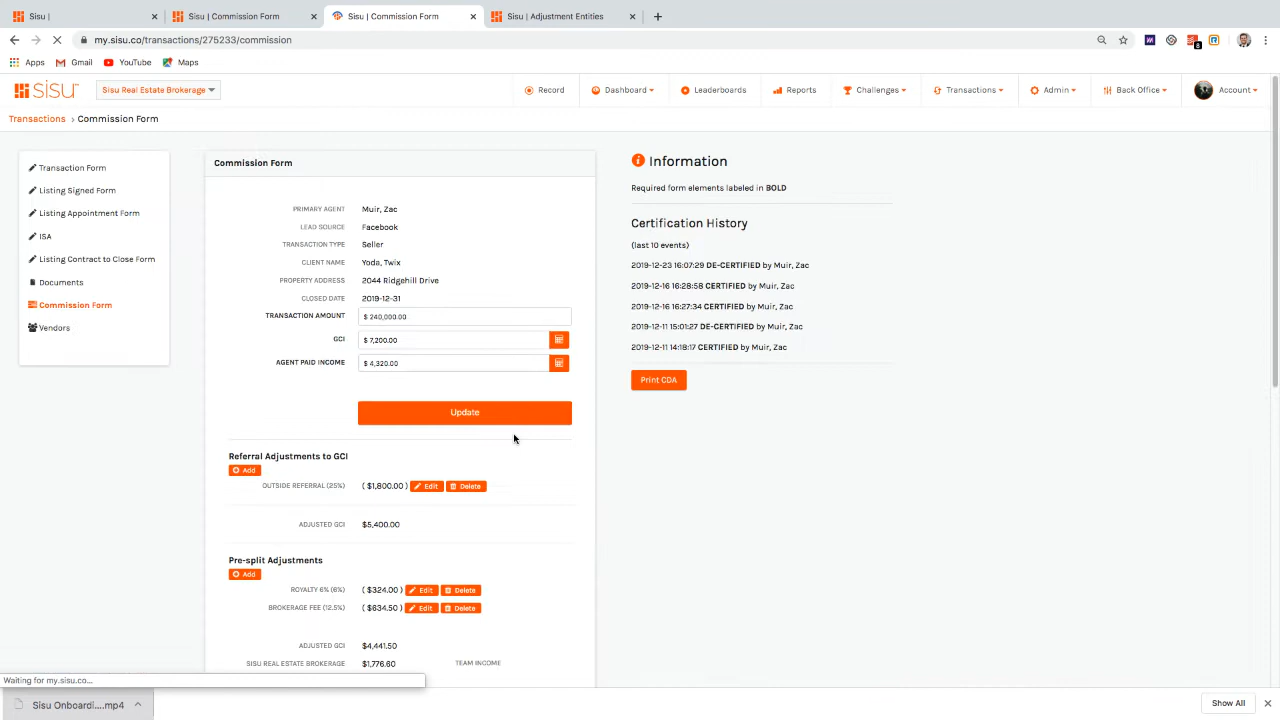 Sisu |
Sisu | Commission Form
Sisu | Commission Form
Sisu | Adjustment Entities
my.sisu.co/transactions/275233/commission
8
Apps
Gmail
YouTube
Maps
sisu
Sisu Real Estate Brokerage
Record
Dashboard
Leaderboards
Reports
Challenges
Transactions
Admin
Back Office
Account
Transactions > Commission Form
Transaction Form
Listing Signed Form
Listing Appointment Form
ISA
Listing Contract to Close Form
Documents
Commission Form
Vendors
Commission Form
PRIMARY AGENT Muir, Zac
LEAD SOURCE Facebook
TRANSACTION TYPE Seller
CLIENT NAME Yoda, Twix
PROPERTY ADDRESS 2044 Ridgehill Drive
CLOSED DATE 2019-12-31
TRANSACTION AMOUNT $ 240,000.00
GCI $ 7,200.00
AGENT PAID INCOME $ 4,320.00
Update
Referral Adjustments to GCI
Add
OUTSIDE REFERRAL (25%) ( $1,800.00 ) Edit Delete
ADJUSTED GCI $5,400.00
Pre-split Adjustments
Add
ROYALTY 6% (6%) ( $324.00 ) Edit Delete
BROKERAGE FEE (12.5%) ( $634.50 ) Edit Delete
ADJUSTED GCI $4,441.50
SISU REAL ESTATE BROKERAGE $1,776.60 TEAM INCOME
Information
Required form elements labeled in BOLD
Certification History
(last 10 events)
2019-12-23 16:07:29 DE-CERTIFIED by Muir, Zac
2019-12-16 16:28:58 CERTIFIED by Muir, Zac
2019-12-16 16:27:34 CERTIFIED by Muir, Zac
2019-12-11 15:01:27 DE-CERTIFIED by Muir, Zac
2019-12-11 14:18:17 CERTIFIED by Muir, Zac
Print CDA
Waiting for my.sisu.co...
Sisu Onboardi....mp4
Show All